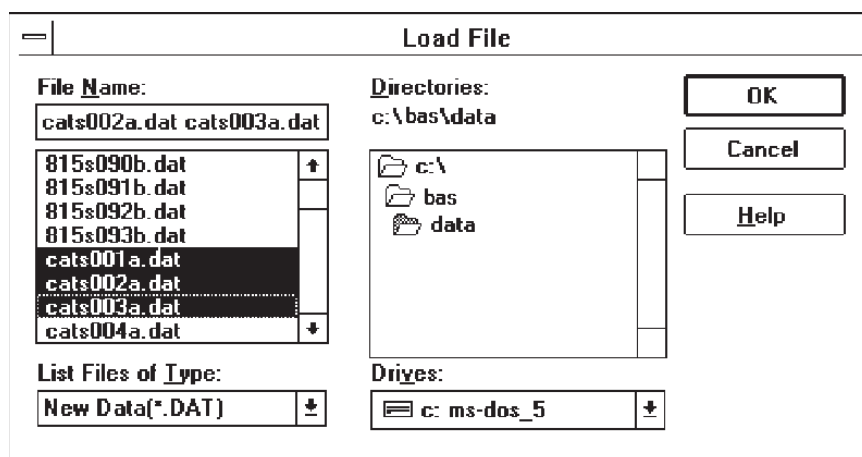 Load File
File Name:
cats002a.dat cats003a.dat
815s090b.dat
815s091b.dat
815s092b.dat
815s093b.dat
cats001a.dat
cats002a.dat
cats003a.dat
cats004a.dat
List Files of Type:
New Data(*.DAT)
Directories:
c:\bas\data
c:\
bas
data
Drives:
c: ms-dos_5
OK
Cancel
Help